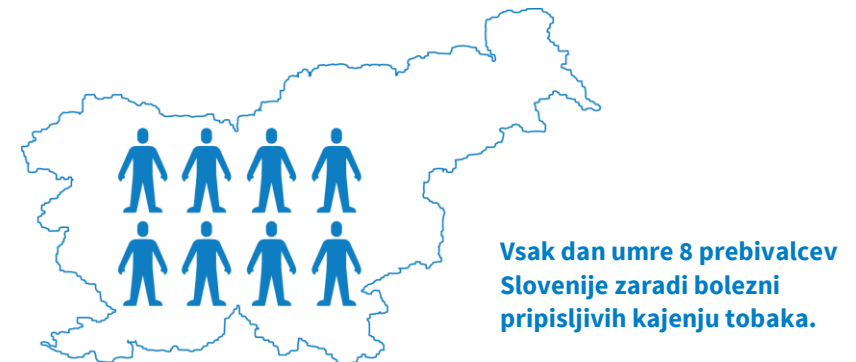 Vsak dan umre 8 prebivalcev
Slovenije zaradi bolezni
pripisljivih kajenju tobaka.